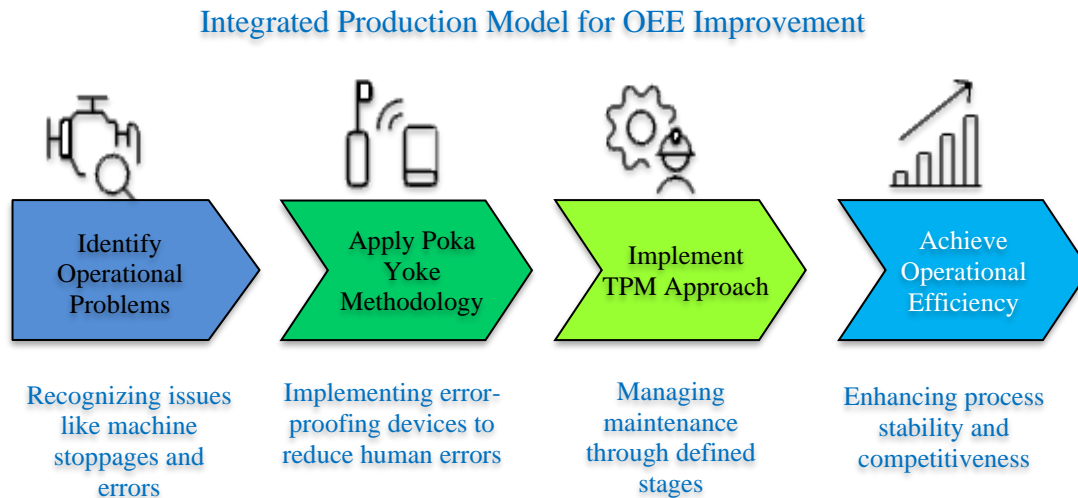 Integrated Production Model for OEE Improvement
Identify
Operational
Problems
Apply Poka
Yoke
Methodology
Implement
TPM Approach
Achieve
Operational
Efficiency
Recognizing issues
like machine
stoppages and
errors
Implementing error-
proofing devices to
reduce human errors
Managing
maintenance
through defined
stages
Enhancing process
stability and
competitiveness